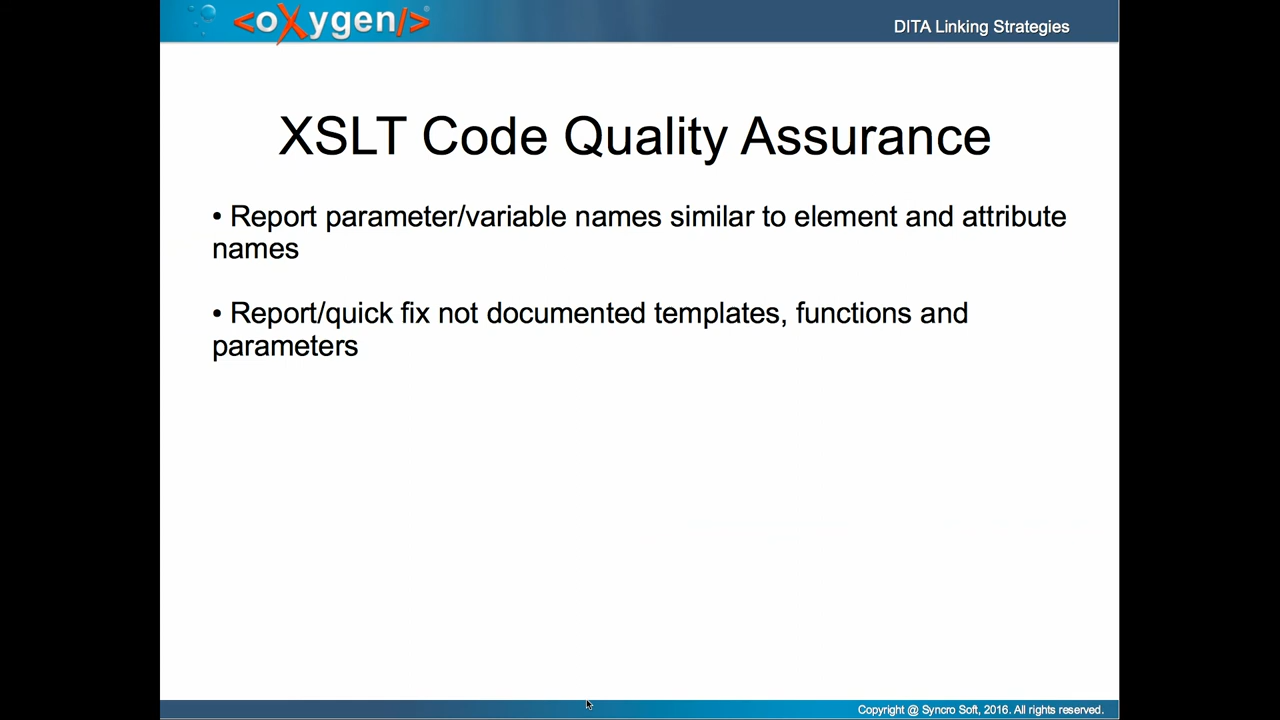 <oXygen/>
DITA Linking Strategies
XSLT Code Quality Assurance
• Report parameter/variable names similar to element and attribute
names
• Report/quick fix not documented templates, functions and
parameters
Copyright @ Syncro Soft, 2016. All rights reserved.